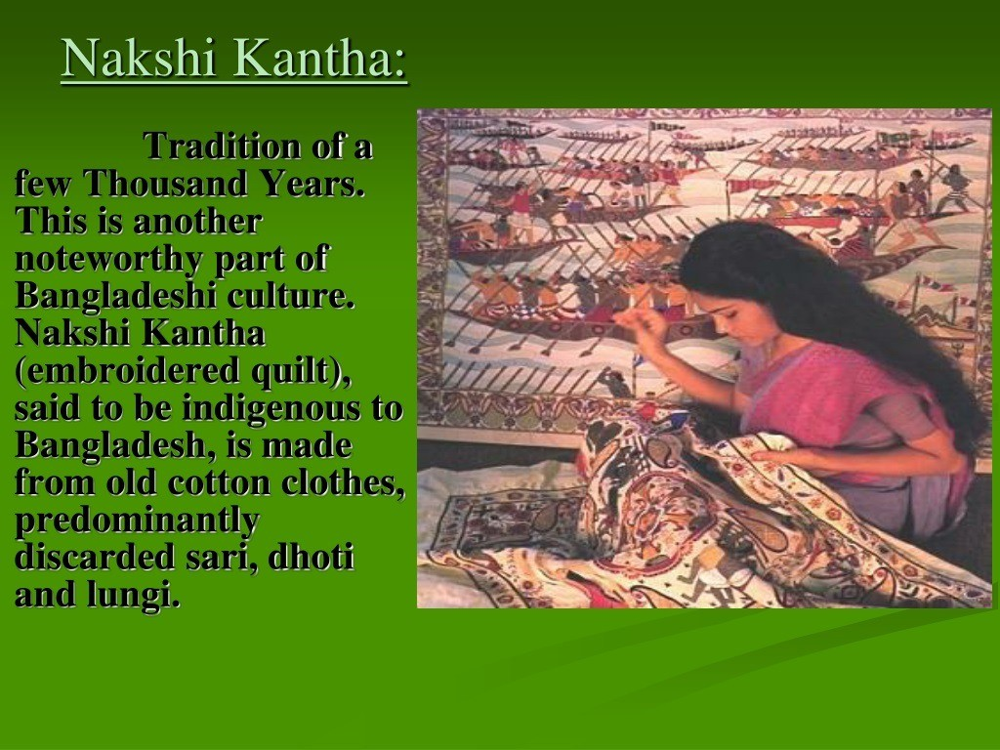 Nakshi Kantha:
Tradition of a
few Thousand Years.
This is another
noteworthy part of
Bangladeshi culture.
Nakshi Kantha
(embroidered quilt),
said to be indigenous to
Bangladesh, is made
from old cotton clothes,
predominantly
discarded sari, dhoti
and lungi.